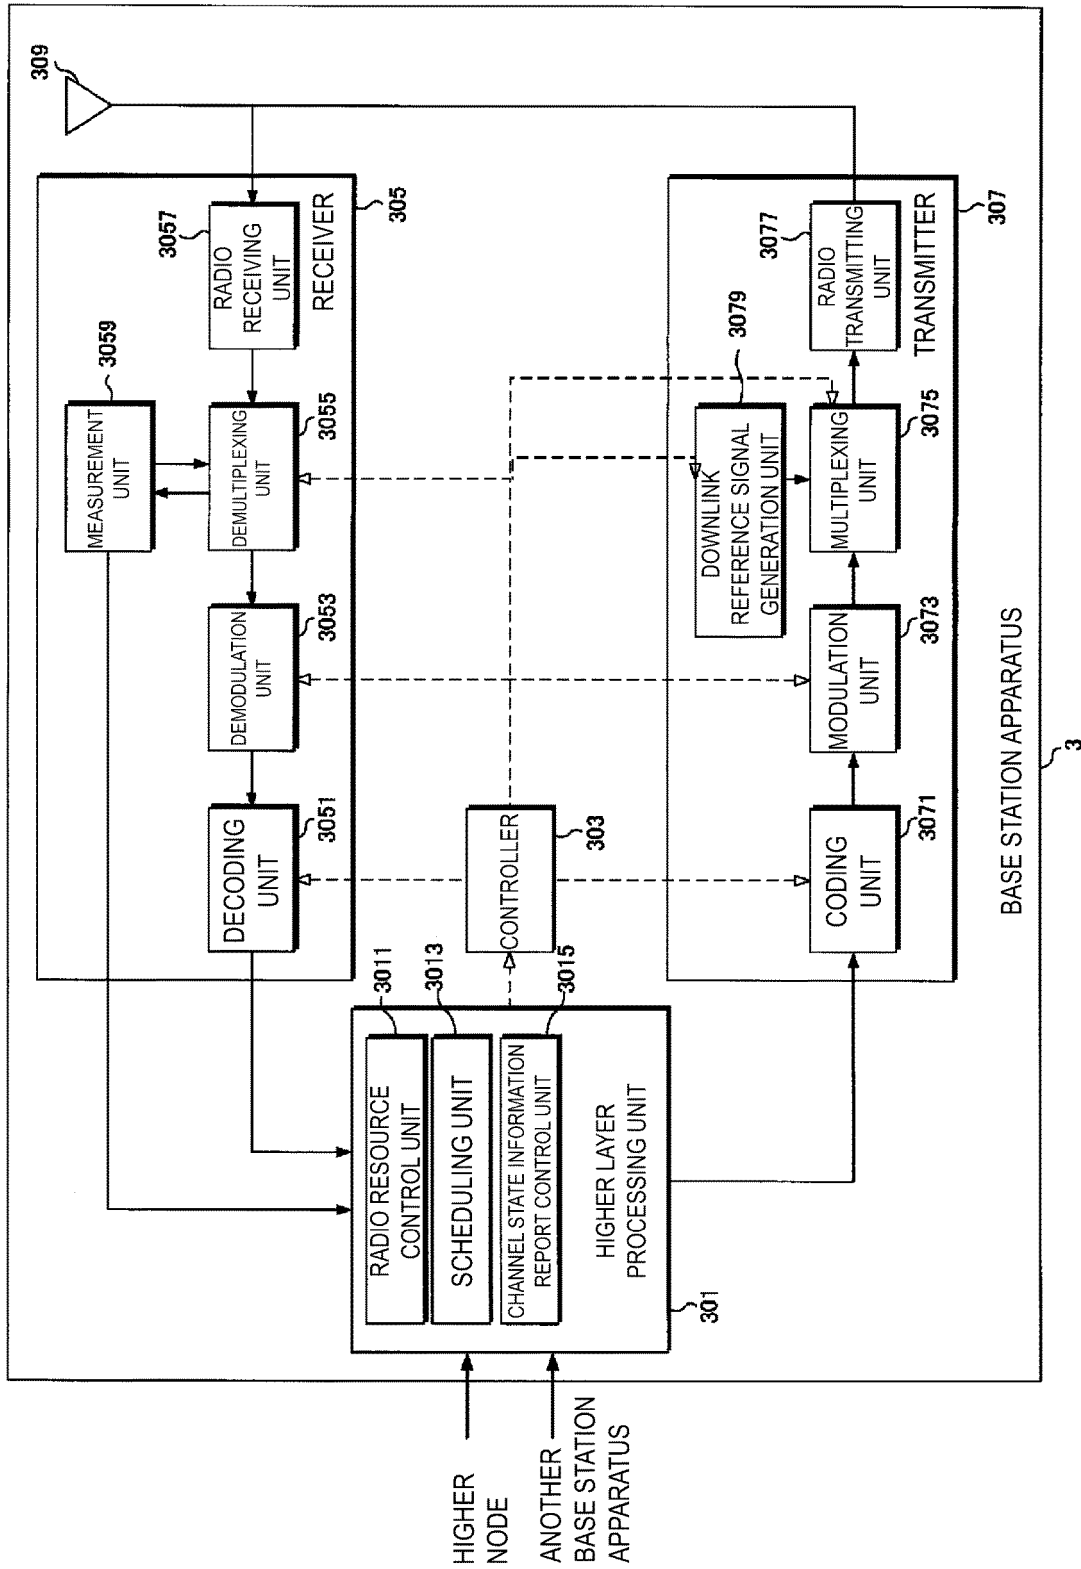 HIGHER
NODE
ANOTHER
BASE STATION
APPARATUS
301
RADIO RESOURCE
CONTROL UNIT
3011
SCHEDULING UNIT
3013
CHANNEL STATE INFORMATION
REPORT CONTROL UNIT
3015
HIGHER LAYER
PROCESSING UNIT
CONTROLLER
303
DECODING
UNIT
3051
DEMODULATION
UNIT
3053
DEMULTIPLEXING
UNIT
3055
MEASUREMENT
UNIT
3059
RADIO
RECEIVING
UNIT
3057
RECEIVER
305
309
CODING
UNIT
3071
MODULATION
UNIT
3073
MULTIPLEXING
UNIT
3075
DOWNLINK
REFERENCE SIGNAL
GENERATION UNIT
3079
RADIO
TRANSMITTING
UNIT
3077
TRANSMITTER
307
BASE STATION APPARATUS
3